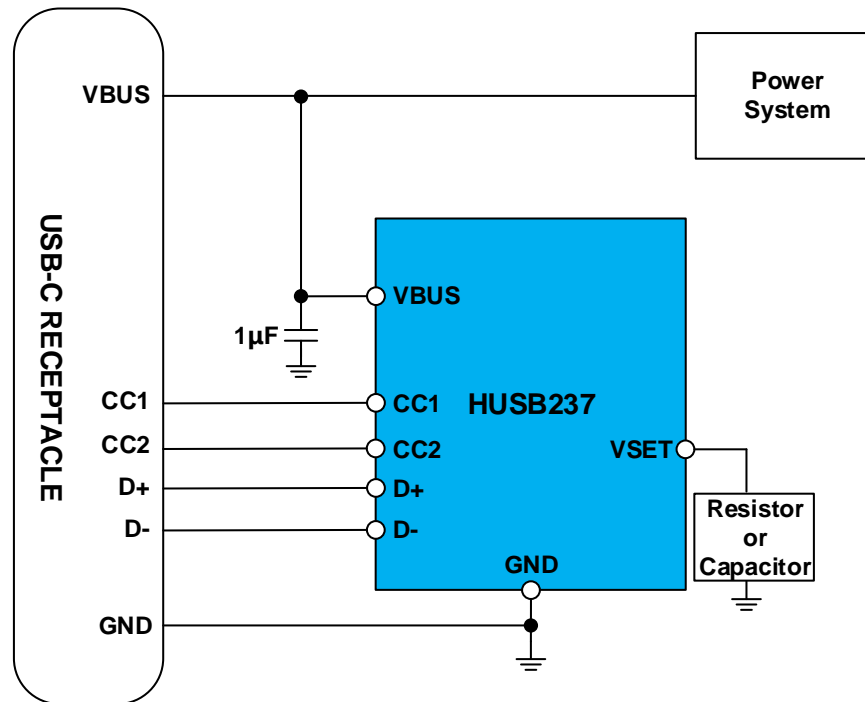 VBUS
Power
System
USB-C RECEPTACLE
VBUS
1µF
CC1
CC1
HUSB237
CC2
CC2
VSET
D+
D+
D-
D-
Resistor
or
Capacitor
GND
GND